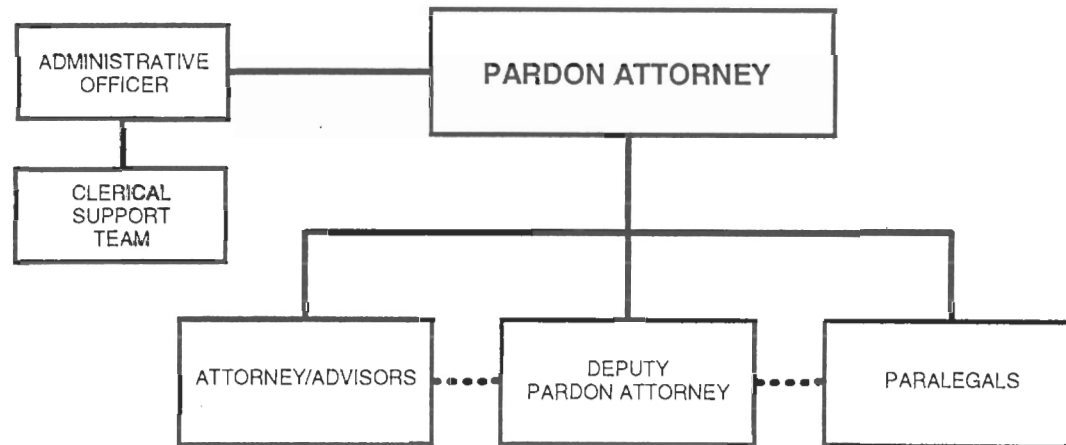 ADMINISTRATIVE
OFFICER
PARDON ATTORNEY
CLERICAL
SUPPORT
TEAM
ATTORNEY/ADVISORS
DEPUTY
PARDON ATTORNEY
PARALEGALS